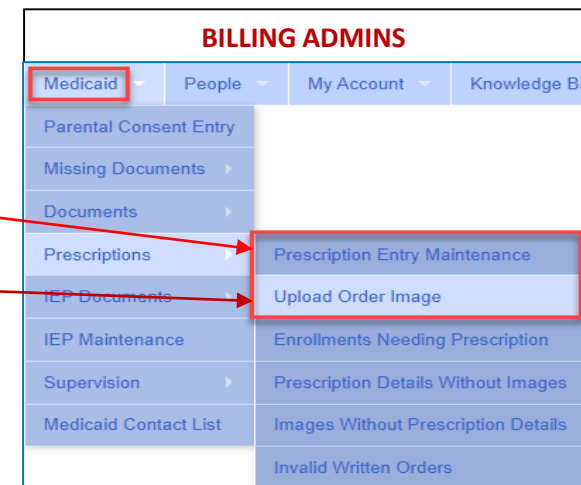 BILLING ADMINS
Medicaid People My Account Knowledge Ba
Parental Consent Entry
Missing Documents
Documents
Prescriptions Prescription Entry Maintenance
IEP Documents Upload Order Image
IEP Maintenance Enrollments Needing Prescription
Supervision Prescription Details Without Images
Medicaid Contact List Images Without Prescription Details
Invalid Written Orders